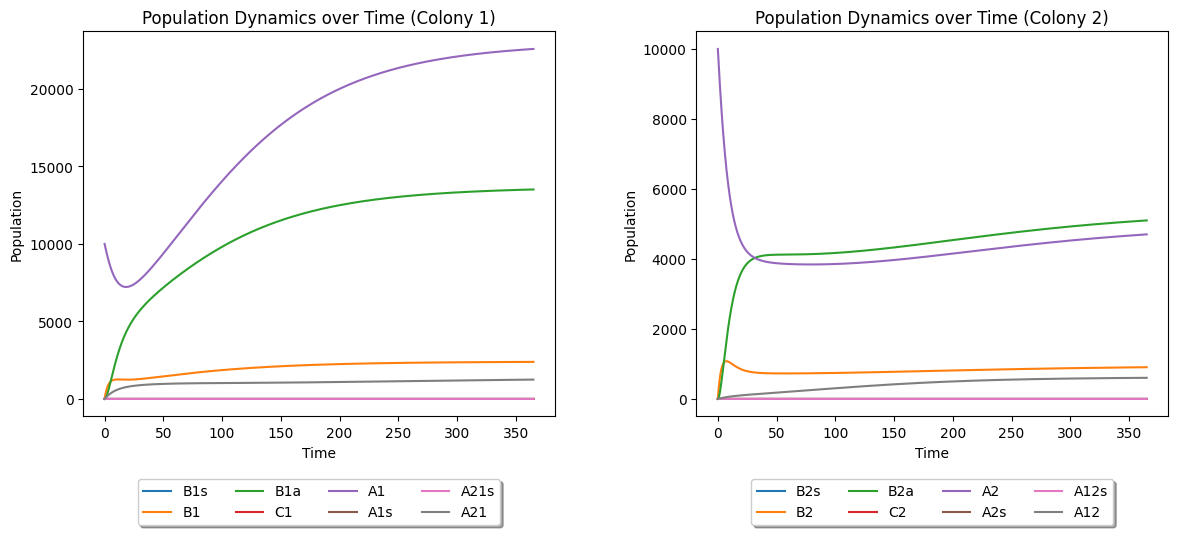 Population Dynamics over Time (Colony 1)
Population
20000
15000
10000
5000
0
0 50 100 150 200 250 300 350
Time
B1s B1a A1 A21s
B1 C1 A1s A21
Population Dynamics over Time (Colony 2)
Population
10000
8000
6000
4000
2000
0
0 50 100 150 200 250 300 350
Time
B2s B2a A2 A12s
B2 C2 A2s A12